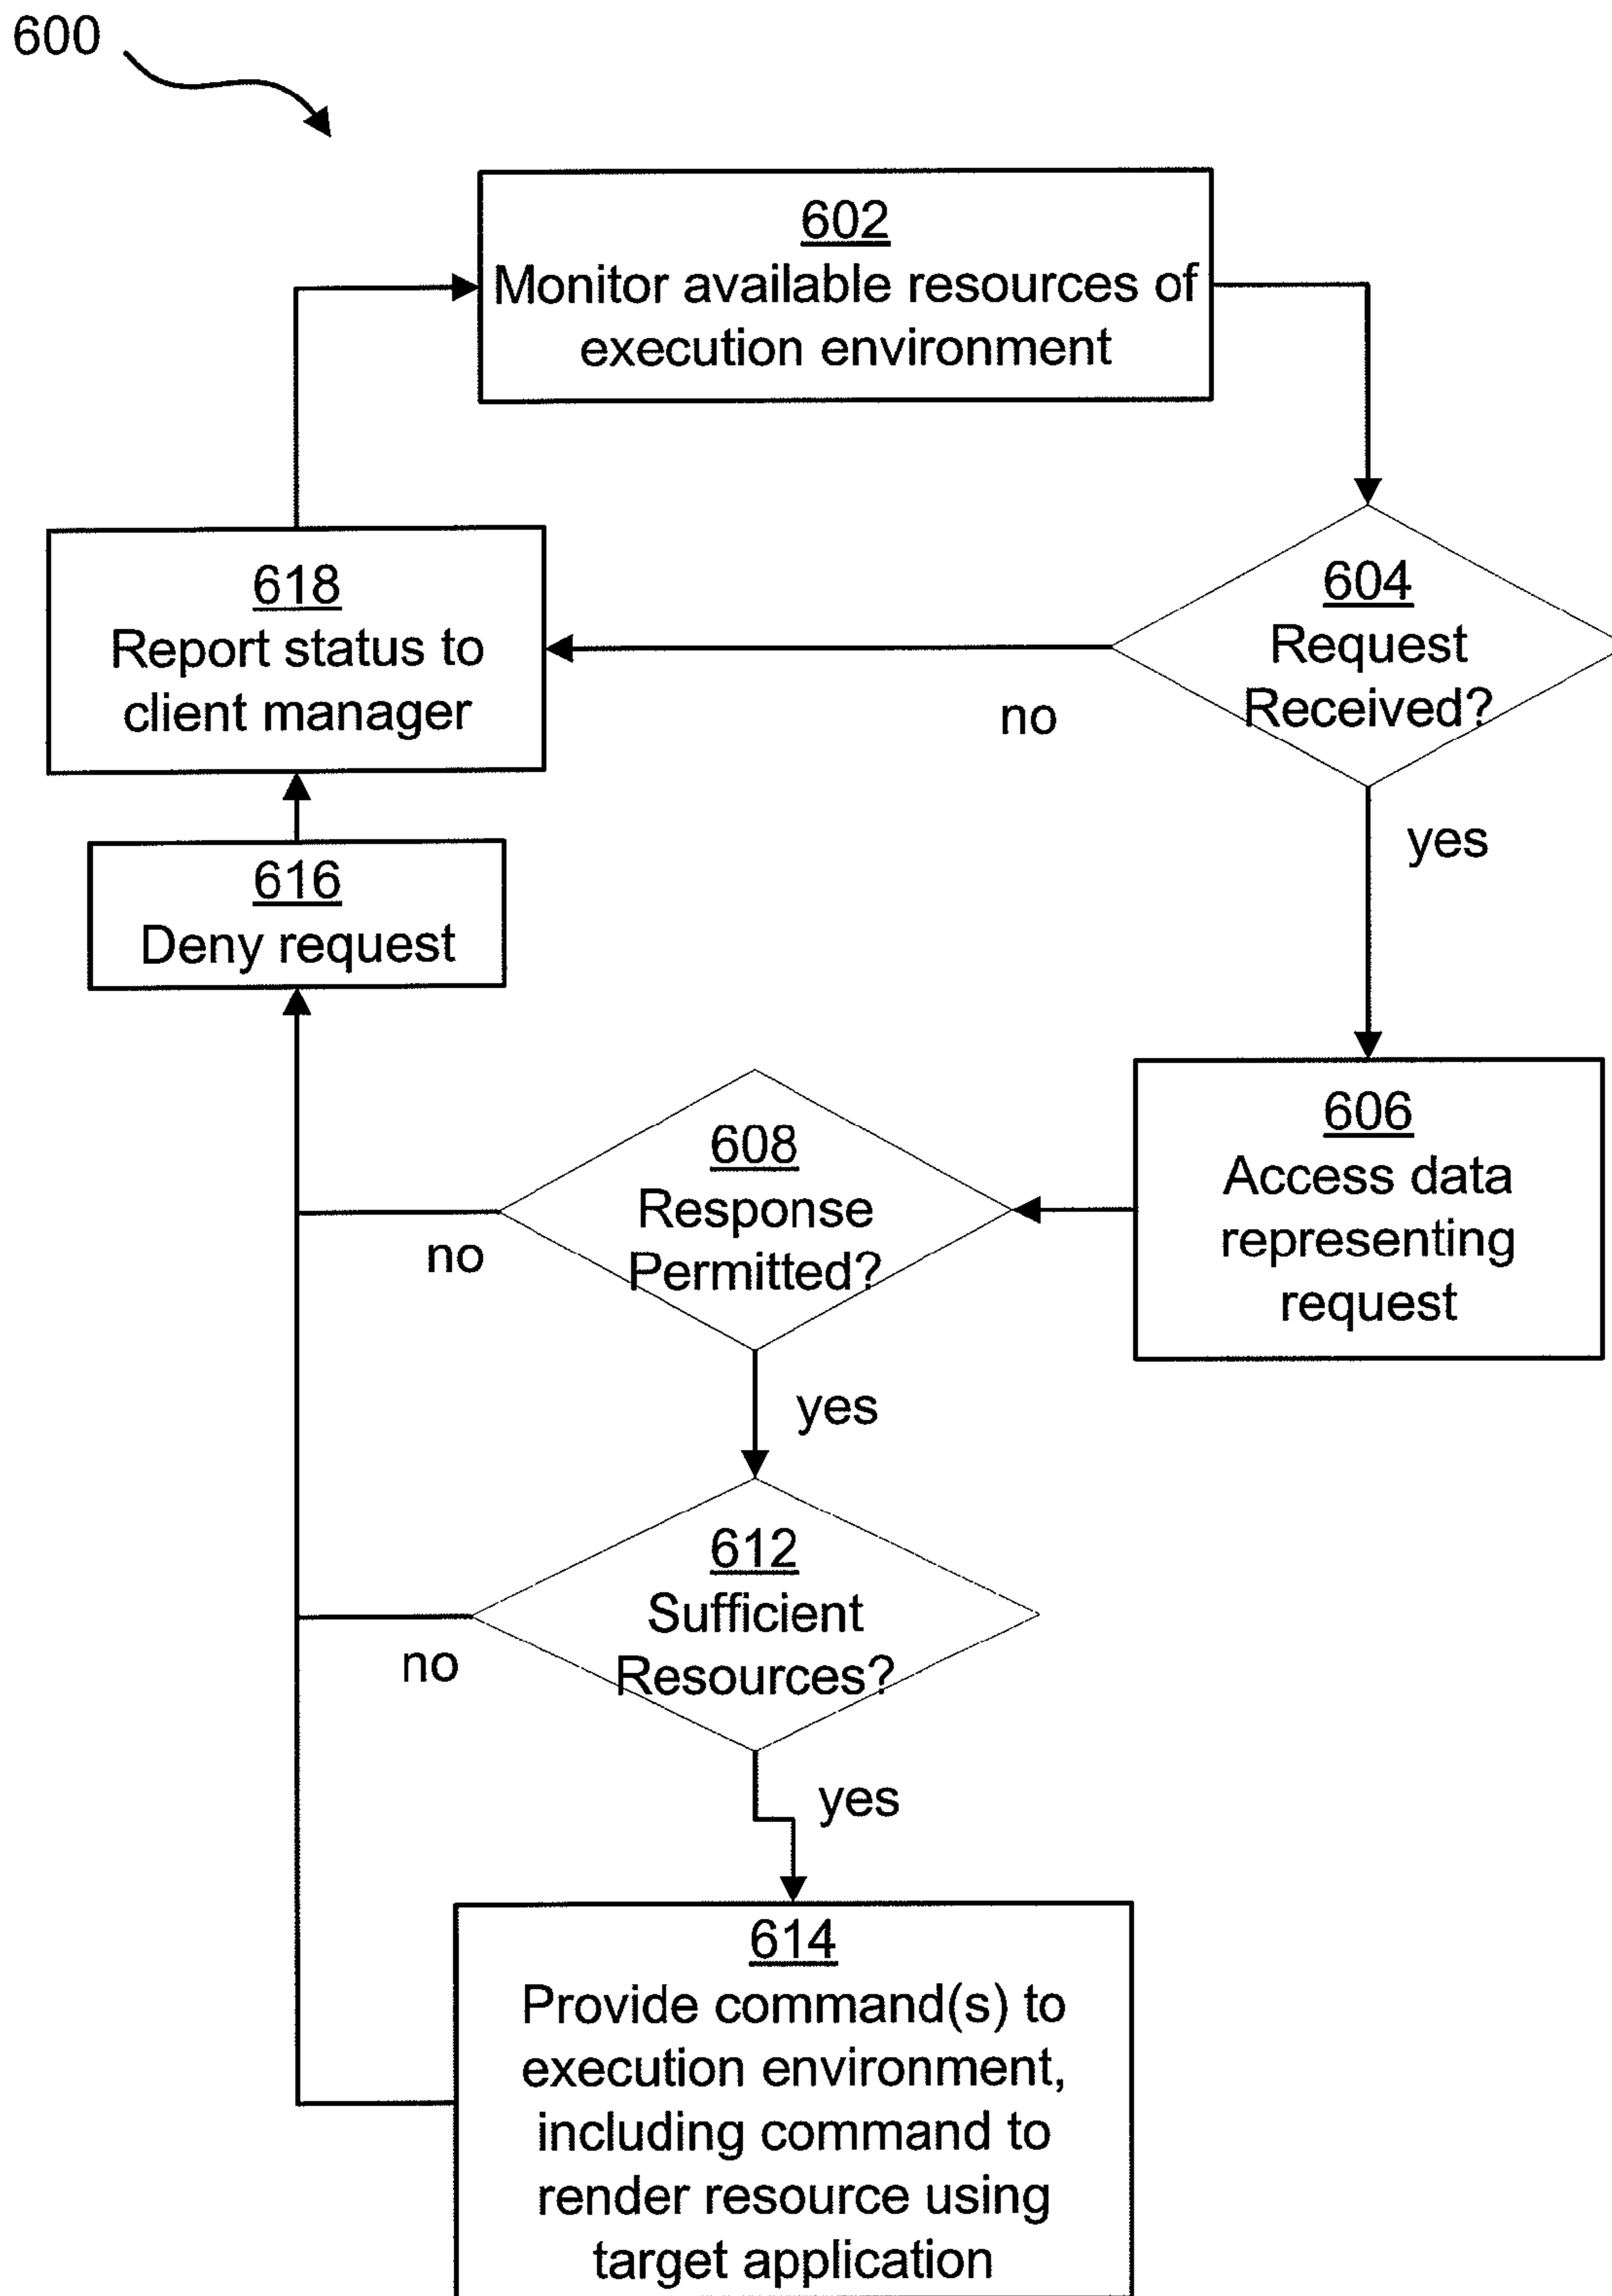 600
602
Monitor available resources of
execution environment
618
Report status to
client manager
604
Request
Received?
no
yes
616
Deny request
608
Response
Permitted?
606
Access data
representing
request
no
yes
612
Sufficient
Resources?
no
yes
614
Provide command(s) to
execution environment,
including command to
render resource using
target application